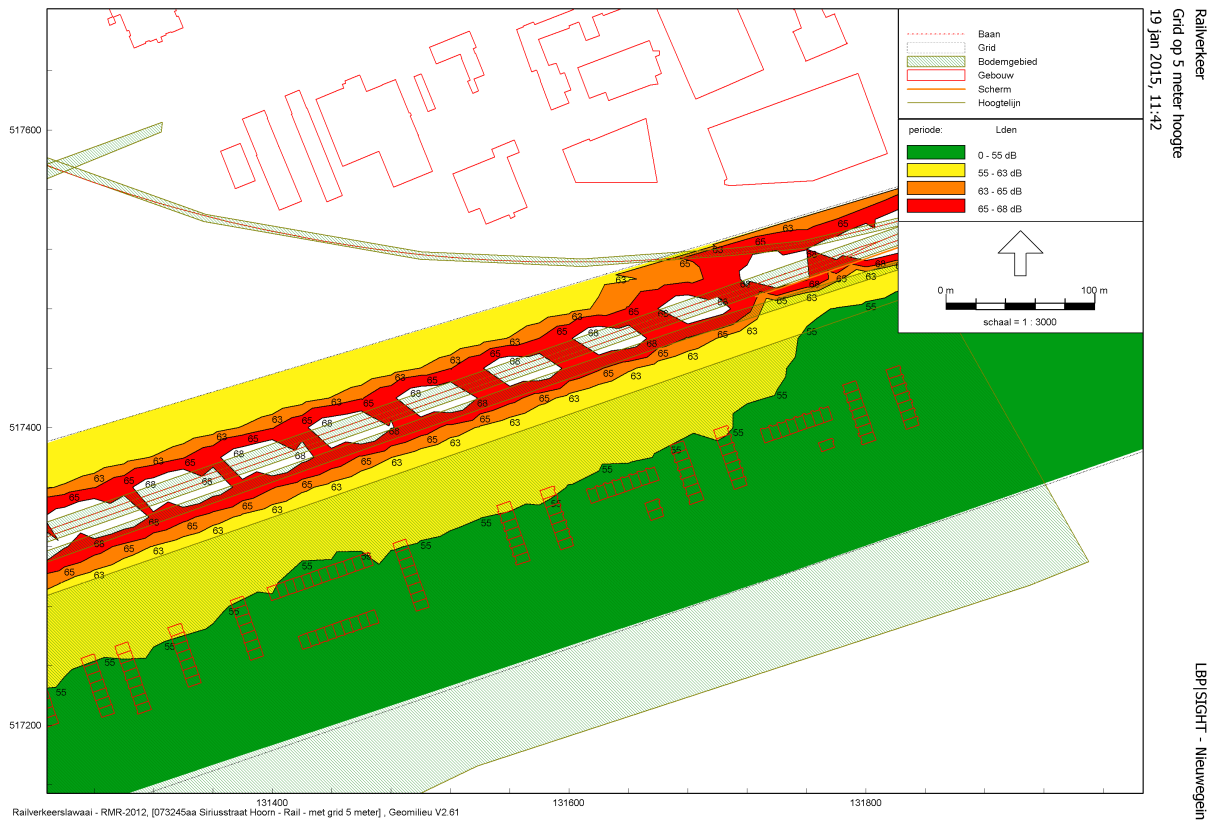 Railverkeer
Grid op 5 meter hoogte
19 jan 2015, 11:42
Baan
Grid
Bodemgebied
Gebouw
Scherm
Hoogtelijn
periode: Lden
0 - 55 dB
55 - 63 dB
63 - 65 dB
65 - 68 dB
0 m 100 m
schaal = 1 : 3000
517600
517400
517200
131400 131600 131800
Railverkeerslawaai - RMR-2012, [073245aa Siriusstraat Hoorn - Rail - met grid 5 meter] , Geomilieu V2.61
LBP|SIGHT - Nieuwegein